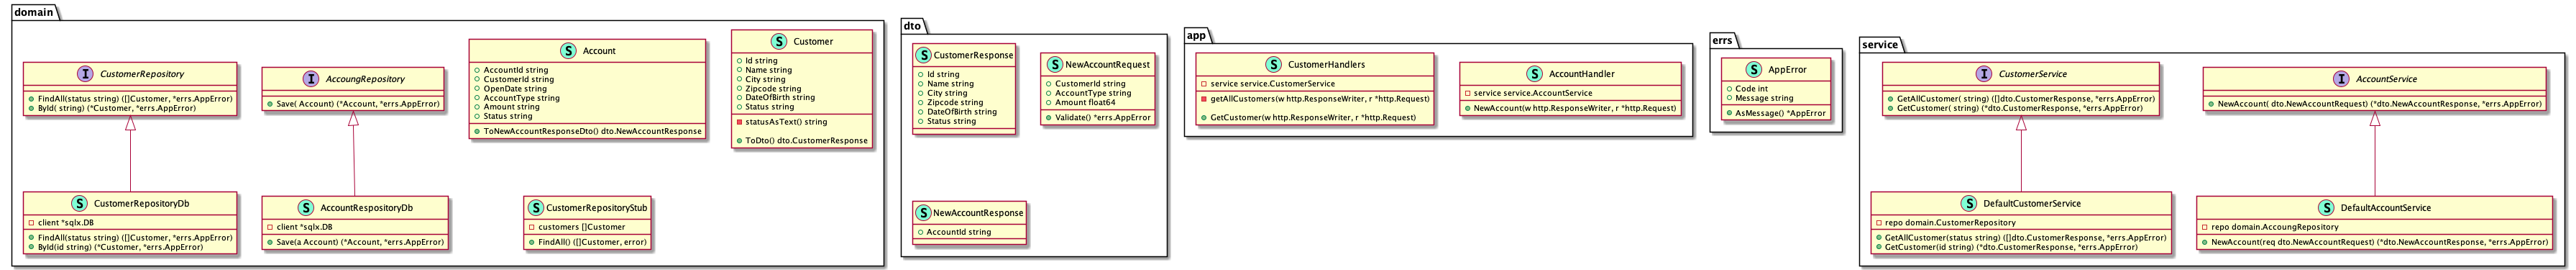 domain
I CustomerRepository
FindAll(status string) ([]Customer, *errs.AppError)
ById( string) (*Customer, *errs.AppError)
I AccoungRepository
Save( Account) (*Account, *errs.AppError)
S Account
AccountId string
CustomerId string
OpenDate string
AccountType string
Amount string
Status string
ToNewAccountResponseDto() dto.NewAccountResponse
S Customer
Id string
Name string
City string
Zipcode string
DateOfBirth string
Status string
statusAsText() string
ToDto() dto.CustomerResponse
S CustomerRepositoryDb
client *sqlx.DB
FindAll(status string) ([]Customer, *errs.AppError)
ById(id string) (*Customer, *errs.AppError)
S AccountRespositoryDb
client *sqlx.DB
Save(a Account) (*Account, *errs.AppError)
S CustomerRepositoryStub
customers []Customer
FindAll() ([]Customer, error)
dto
S CustomerResponse
Id string
Name string
City string
Zipcode string
DateOfBirth string
Status string
S NewAccountRequest
CustomerId string
AccountType string
Amount float64
Validate() *errs.AppError
S NewAccountResponse
AccountId string
app
S CustomerHandlers
service service.CustomerService
getAllCustomers(w http.ResponseWriter, r *http.Request)
GetCustomer(w http.ResponseWriter, r *http.Request)
S AccountHandler
service service.AccountService
NewAccount(w http.ResponseWriter, r *http.Request)
errs
S AppError
Code int
Message string
AsMessage() *AppError
service
I CustomerService
GetAllCustomer( string) ([]dto.CustomerResponse, *errs.AppError)
GetCustomer( string) (*dto.CustomerResponse, *errs.AppError)
I AccountService
NewAccount( dto.NewAccountRequest) (*dto.NewAccountResponse, *errs.AppError)
S DefaultCustomerService
repo domain.CustomerRepository
GetAllCustomer(status string) ([]dto.CustomerResponse, *errs.AppError)
GetCustomer(id string) (*dto.CustomerResponse, *errs.AppError)
S DefaultAccountService
repo domain.AccoungRepository
NewAccount(req dto.NewAccountRequest) (*dto.NewAccountResponse, *errs.AppError)